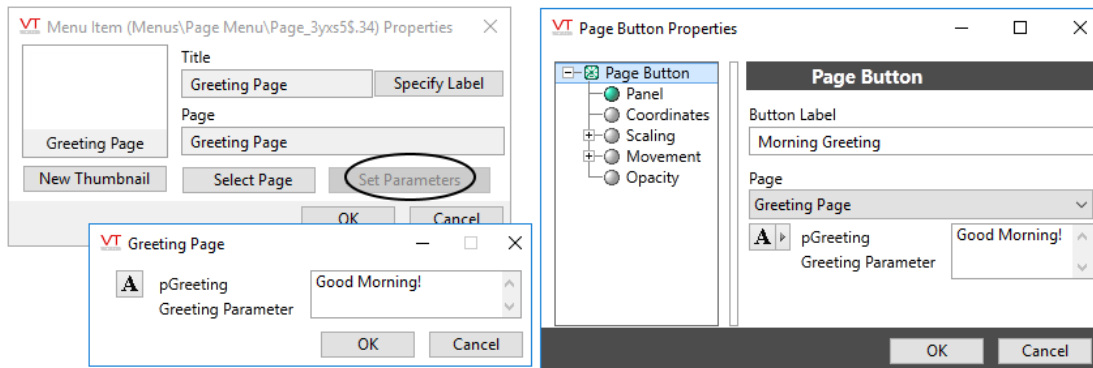 VT Menu Item (Menus\Page Menu\Page_3yxs5$.34) Properties
Title
Greeting Page
Specify Label
Page
Greeting Page
Greeting Page
New Thumbnail
Select Page
Set Parameters
OK
Cancel
VT Greeting Page
A
pGreeting
Greeting Parameter
Good Morning!
OK
Cancel
VT Page Button Properties
Page Button
Panel
Coordinates
Scaling
Movement
Opacity
Page Button
Button Label
Morning Greeting
Page
Greeting Page
A
pGreeting
Greeting Parameter
Good Morning!
OK
Cancel